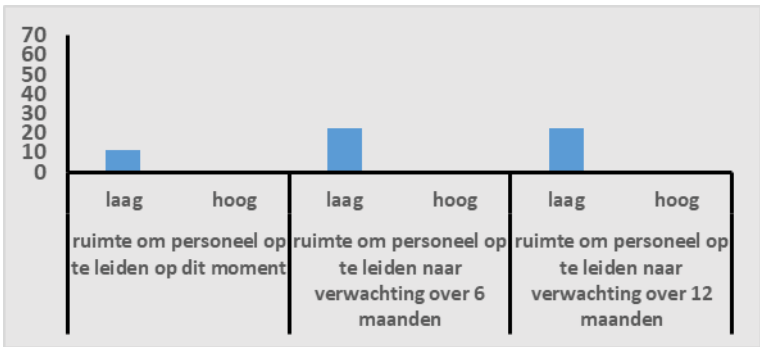 70
60
50
40
30
20
10
0
laag hoog laag hoog laag hoog
ruimte om personeel op
te leiden op dit moment
ruimte om personeel op
te leiden naar
verwachting over 6
maanden
ruimte om personeel op
te leiden naar
verwachting over 12
maanden